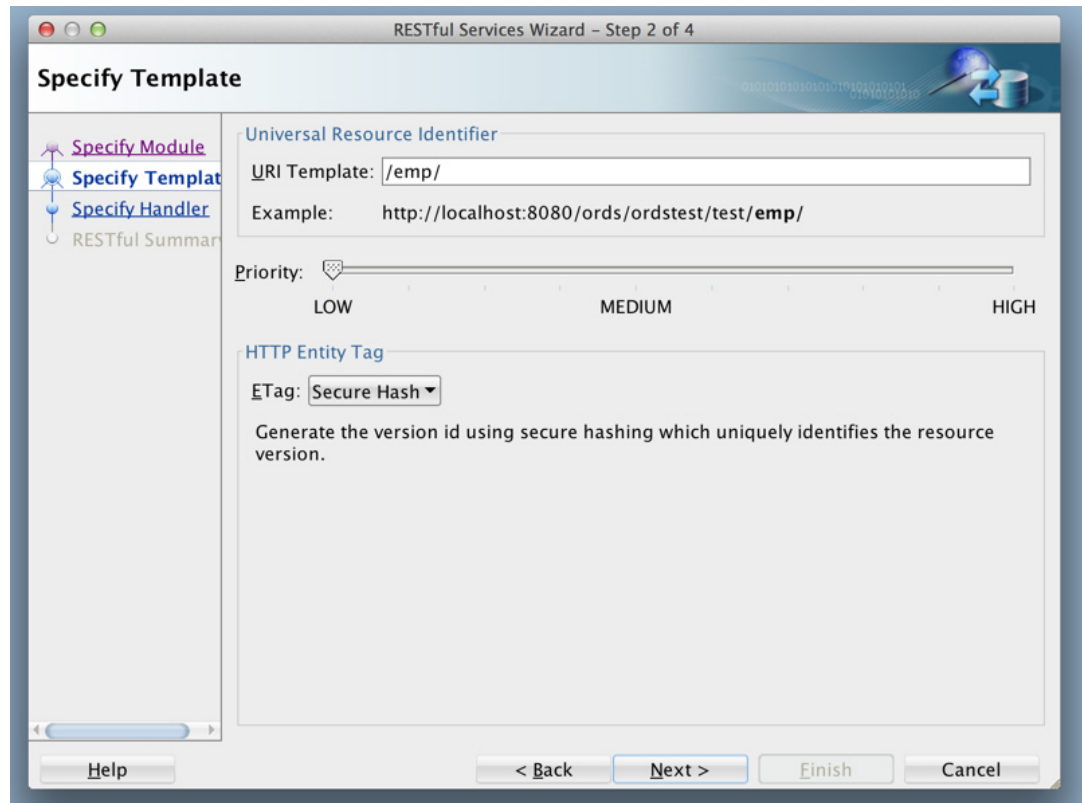 RESTful Services Wizard – Step 2 of 4
Specify Template
Specify Module
Specify Templat
Specify Handler
RESTful Summar
Universal Resource Identifier
URI Template: /emp/
Example: http://localhost:8080/ords/ordstest/test/emp/
Priority:
LOW MEDIUM HIGH
HTTP Entity Tag
ETag: Secure Hash
Generate the version id using secure hashing which uniquely identifies the resource
version.
Help < Back Next > Finish Cancel